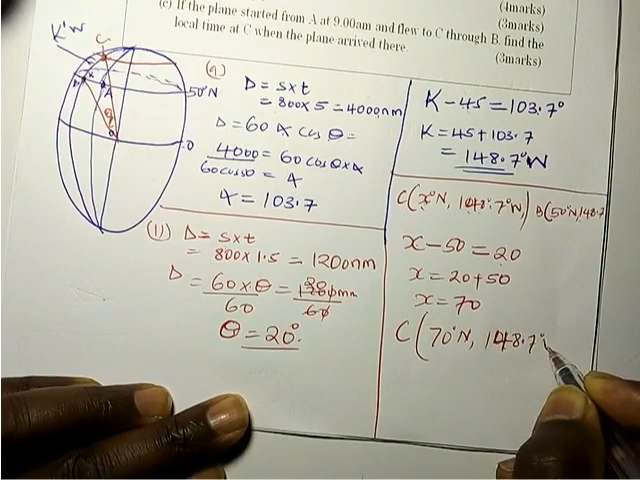 (4marks)
(3marks)
(c) If the plane started from A at 9.00am and flew to C through B. find the
local time at C when the plane arrived there.
(3marks)
K°W
C
B
A
O
50°N
O
(a)
D = S x t
= 800 x 5 = 4000nm
D = 60 α cos θ =
4000 = 60 cos θ x α
60 cos 50 = α
α = 103.7
K - 45 = 103.7°
K = 45 + 103.7
= 148.7°W
(11) D = S x t
= 800 x 1.5 = 1200nm
D = 60 x θ = 1200nm
60 60
θ = 20°.
C(x°N, 148.7°W,) B(50°N, 148.7
x - 50 = 20
x = 20 + 50
x = 70
C (70°N, 148.7°